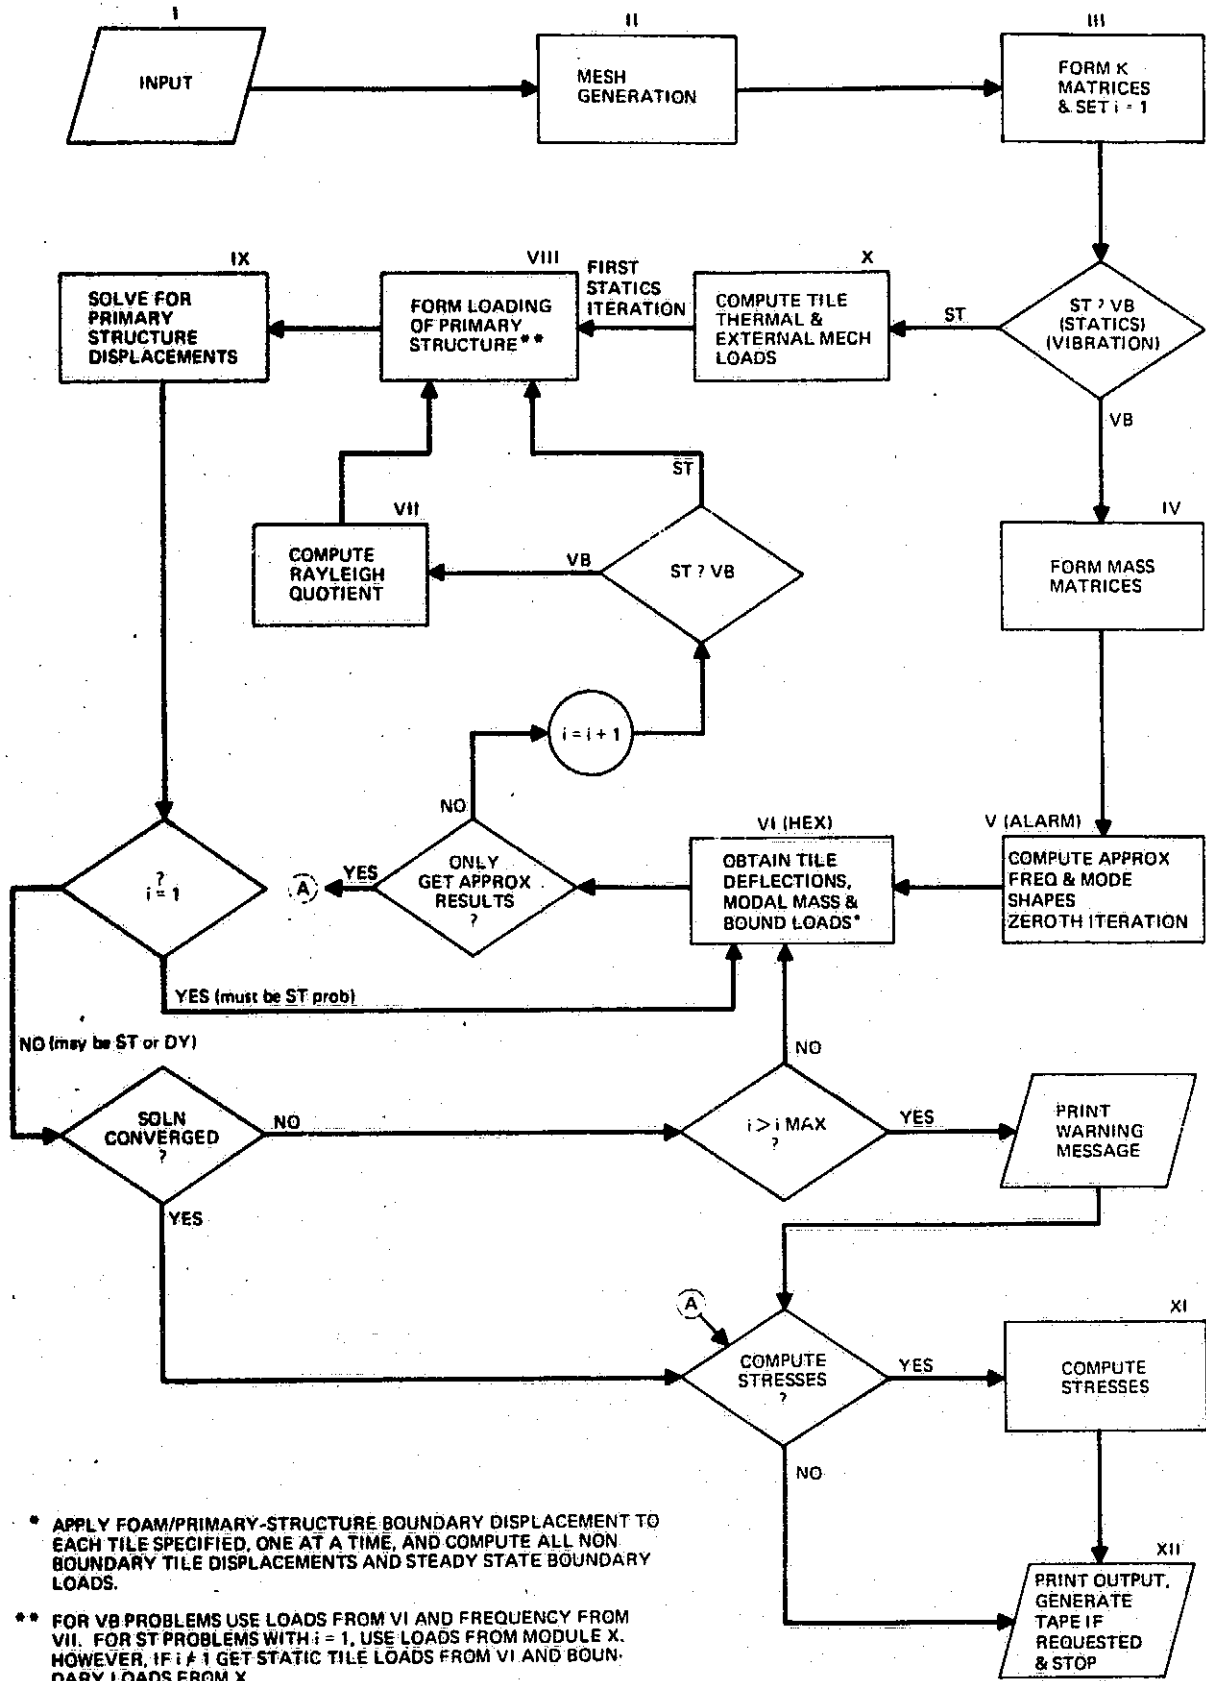 I
II
III
INPUT
MESH
GENERATION
FORM K
MATRICES
& SET i = 1
IX
SOLVE FOR
PRIMARY
STRUCTURE
DISPLACEMENTS
VIII
FORM LOADING
OF PRIMARY
STRUCTURE**
FIRST
STATICS
ITERATION
X
COMPUTE TILE
THERMAL &
EXTERNAL MECH
LOADS
ST
ST ? VB
(STATICS)
(VIBRATION)
VB
VII
COMPUTE
RAYLEIGH
QUOTIENT
VB
ST
ST ? VB
IV
FORM MASS
MATRICES
i = i + 1
?
i = 1
A
YES
NO
ONLY
GET APPROX
RESULTS
?
VI (HEX)
OBTAIN TILE
DEFLECTIONS,
MODAL MASS &
BOUND LOADS*
V (ALARM)
COMPUTE APPROX
FREQ & MODE
SHAPES
ZEROTH ITERATION
YES (must be ST prob)
NO (may be ST or DY)
SOLN
CONVERGED
?
NO
YES
NO
i > i MAX
?
YES
PRINT
WARNING
MESSAGE
A
COMPUTE
STRESSES
?
YES
NO
XI
COMPUTE
STRESSES
XII
PRINT OUTPUT,
GENERATE
TAPE IF
REQUESTED
& STOP
* APPLY FOAM/PRIMARY-STRUCTURE BOUNDARY DISPLACEMENT TO
EACH TILE SPECIFIED, ONE AT A TIME, AND COMPUTE ALL NON
BOUNDARY TILE DISPLACEMENTS AND STEADY STATE BOUNDARY
LOADS.
** FOR VB PROBLEMS USE LOADS FROM VI AND FREQUENCY FROM
VII. FOR ST PROBLEMS WITH i = 1, USE LOADS FROM MODULE X.
HOWEVER, IF i ≠ 1 GET STATIC TILE LOADS FROM VI AND BOUN-
DARY LOADS FROM X